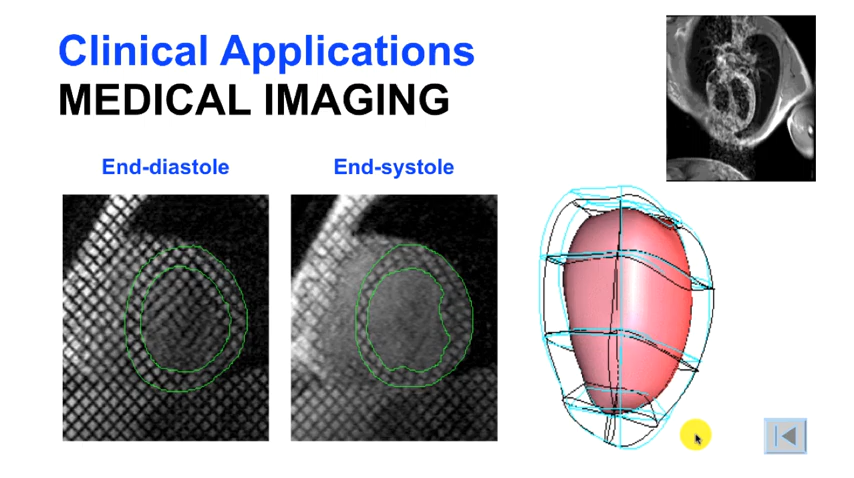 Clinical Applications
MEDICAL IMAGING
End-diastole
End-systole